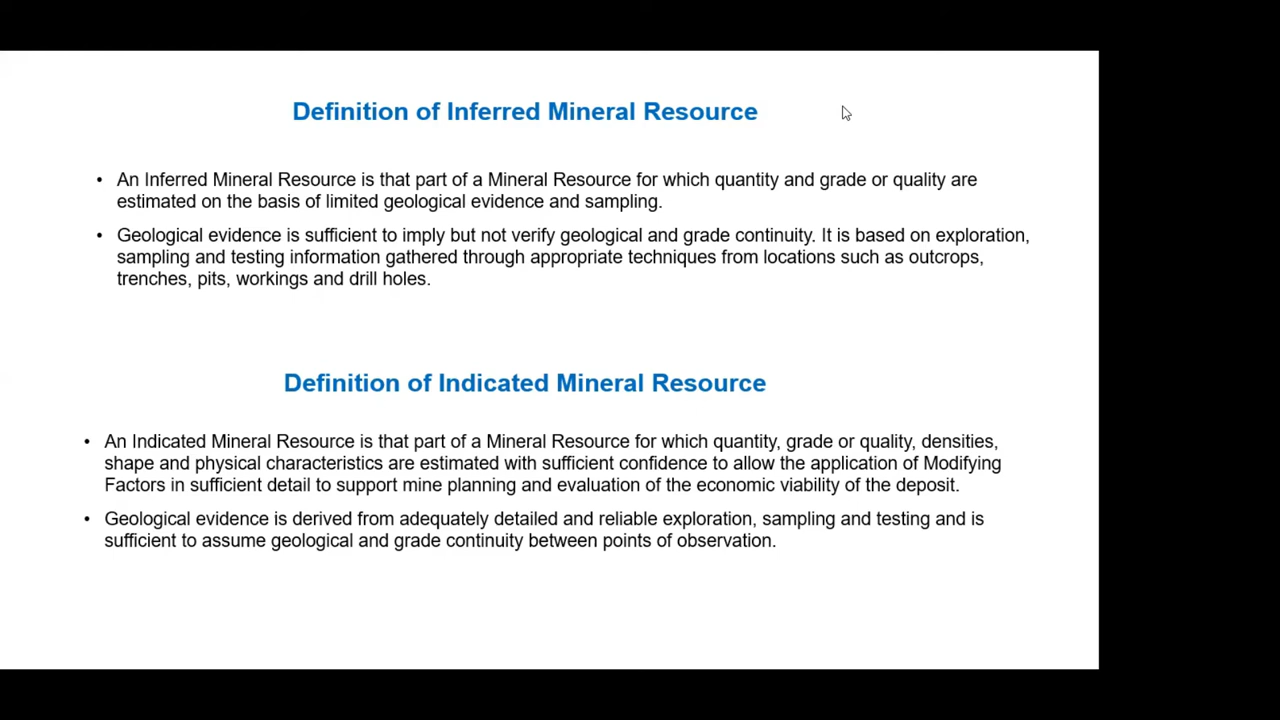 Definition of Inferred Mineral Resource
• An Inferred Mineral Resource is that part of a Mineral Resource for which quantity and grade or quality are
estimated on the basis of limited geological evidence and sampling.
• Geological evidence is sufficient to imply but not verify geological and grade continuity. It is based on exploration,
sampling and testing information gathered through appropriate techniques from locations such as outcrops,
trenches, pits, workings and drill holes.
Definition of Indicated Mineral Resource
• An Indicated Mineral Resource is that part of a Mineral Resource for which quantity, grade or quality, densities,
shape and physical characteristics are estimated with sufficient confidence to allow the application of Modifying
Factors in sufficient detail to support mine planning and evaluation of the economic viability of the deposit.
• Geological evidence is derived from adequately detailed and reliable exploration, sampling and testing and is
sufficient to assume geological and grade continuity between points of observation.